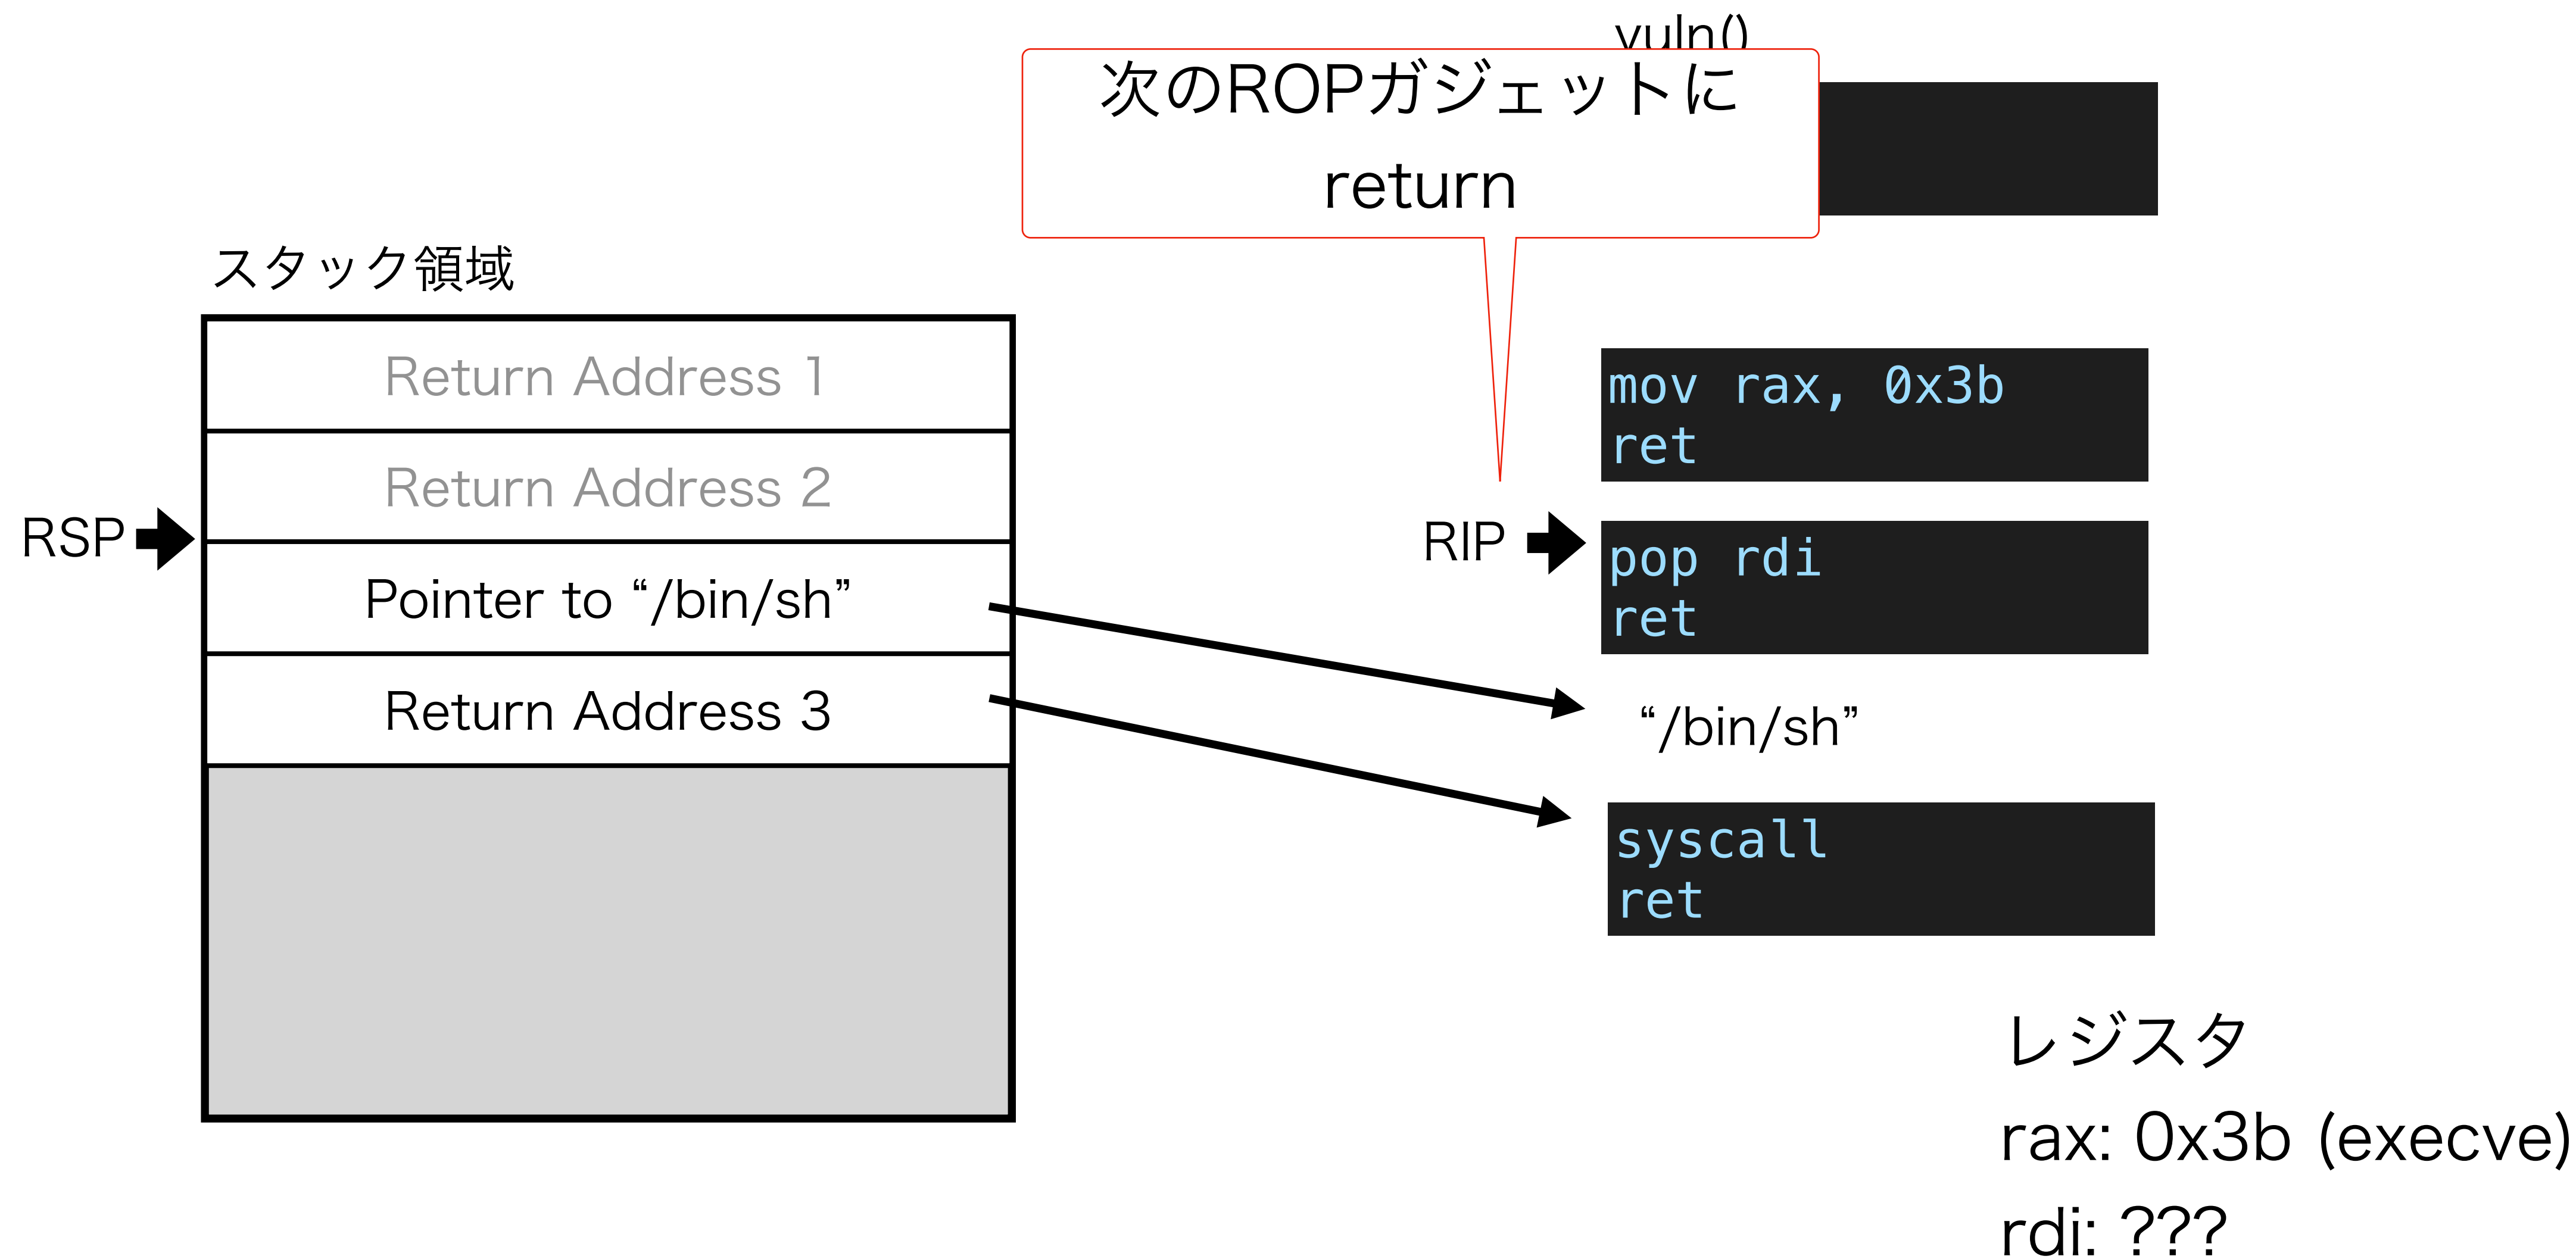 vuln()
次のROPガジェットに
return
スタック領域
Return Address 1
Return Address 2
RSP
Pointer to “/bin/sh”
Return Address 3
mov rax, 0x3b
ret
RIP
pop rdi
ret
“/bin/sh”
syscall
ret
レジスタ
rax: 0x3b (execve)
rdi: ???